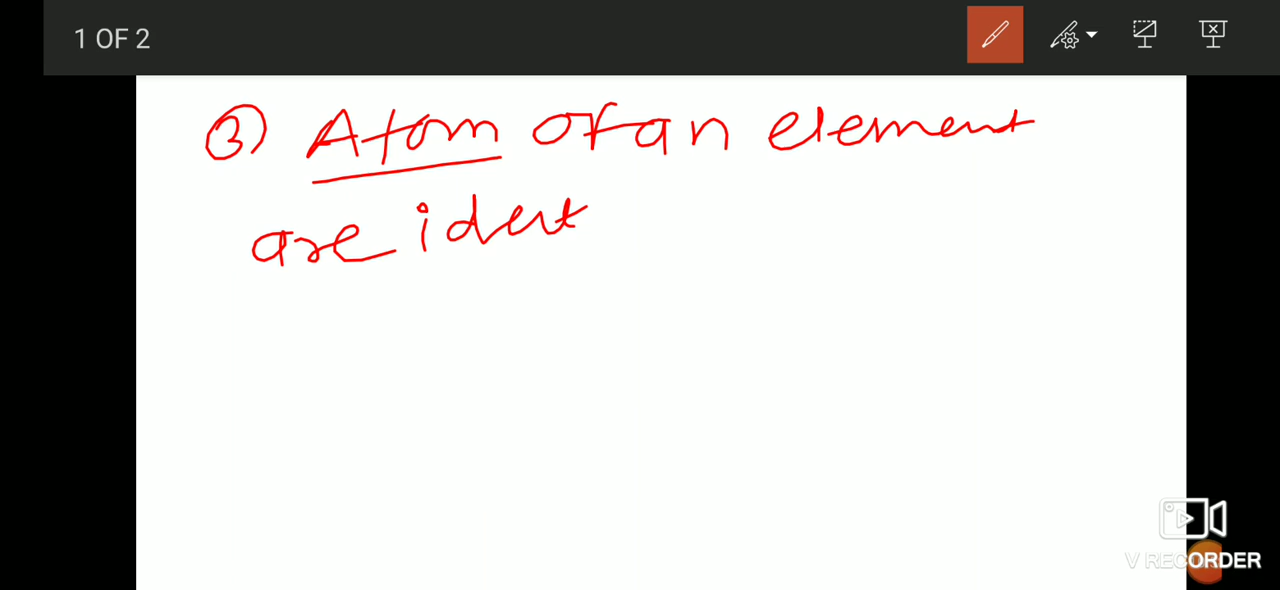 1 OF 2
③ Atom of an element
are ident
V RECORDER